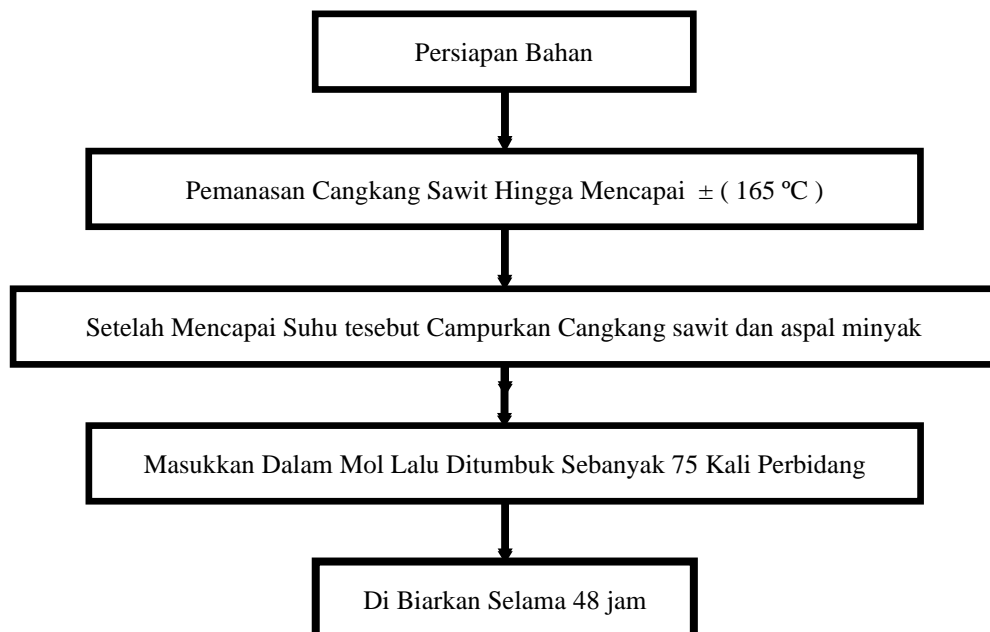 Persiapan Bahan
Pemanasan Cangkang Sawit Hingga Mencapai ± ( 165 ºC )
Setelah Mencapai Suhu tesebut Campurkan Cangkang sawit dan aspal minyak
Masukkan Dalam Mol Lalu Ditumbuk Sebanyak 75 Kali Perbidang
Di Biarkan Selama 48 jam